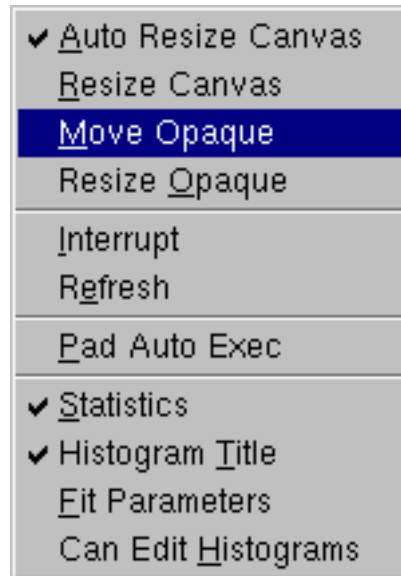 Auto Resize Canvas
Resize Canvas
Move Opaque
Resize Opaque
Interrupt
Refresh
Pad Auto Exec
Statistics
Histogram Title
Fit Parameters
Can Edit Histograms